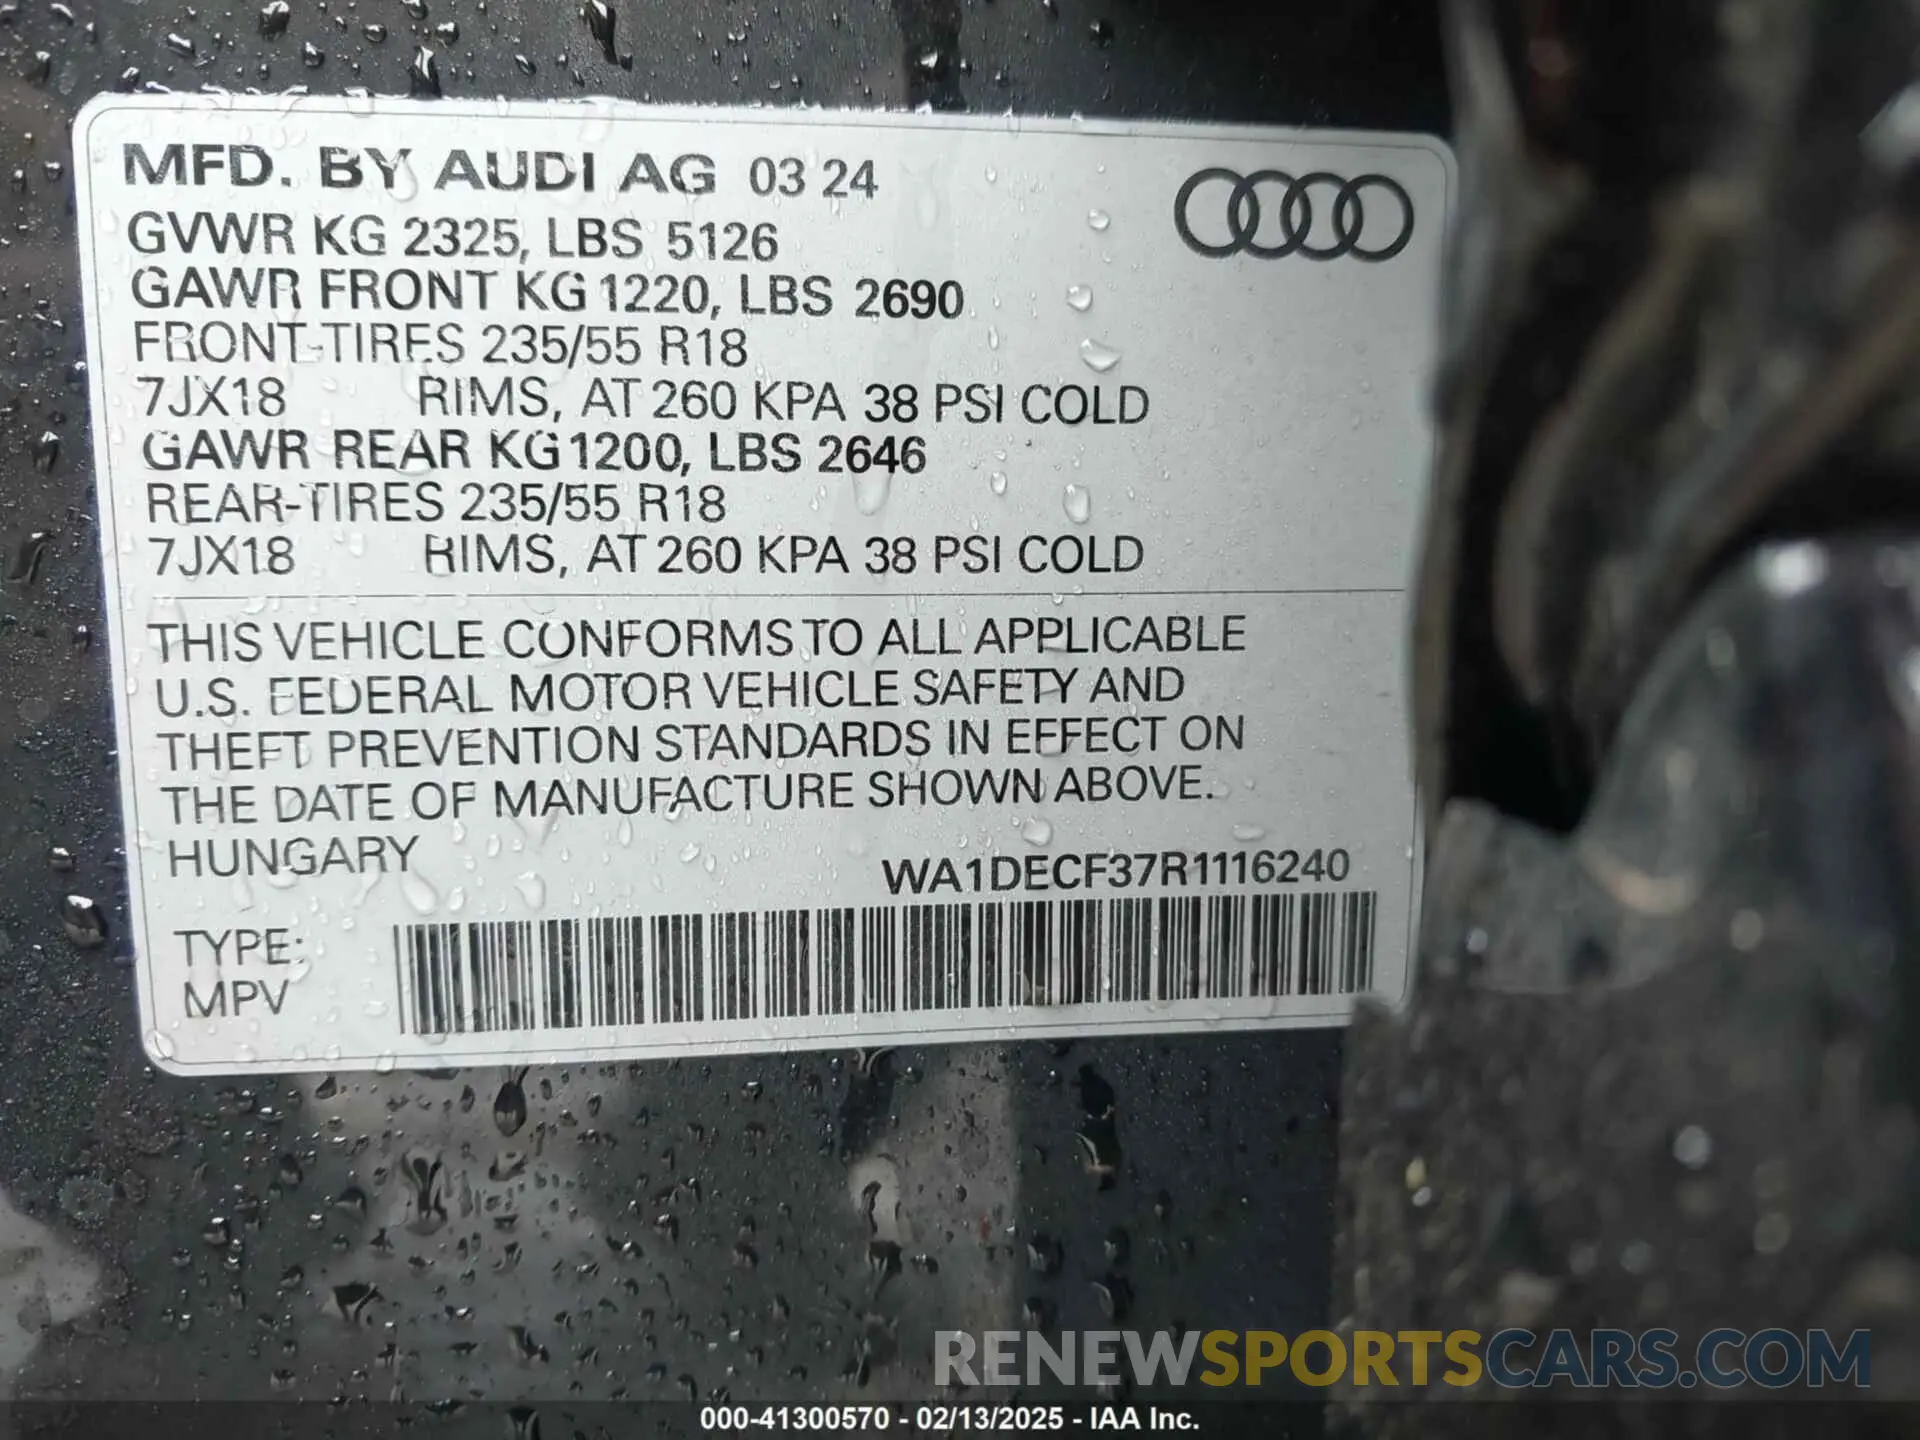 MFD. BY AUDI AG 03 24
GVWR KG 2325, LBS 5126
GAWR FRONT KG 1220, LBS 2690
FRONT-TIRES 235/55 R18
7JX18 RIMS, AT 260 KPA 38 PSI COLD
GAWR REAR KG 1200, LBS 2646
REAR-TIRES 235/55 R18
7JX18 RIMS, AT 260 KPA 38 PSI COLD
THIS VEHICLE CONFORMS TO ALL APPLICABLE
U.S. FEDERAL MOTOR VEHICLE SAFETY AND
THEFT PREVENTION STANDARDS IN EFFECT ON
THE DATE OF MANUFACTURE SHOWN ABOVE.
HUNGARY
WA1DECF37R1116240
TYPE:
MPV
RENEWSPORTSCARS.COM
000-41300570 - 02/13/2025 - IAA Inc.